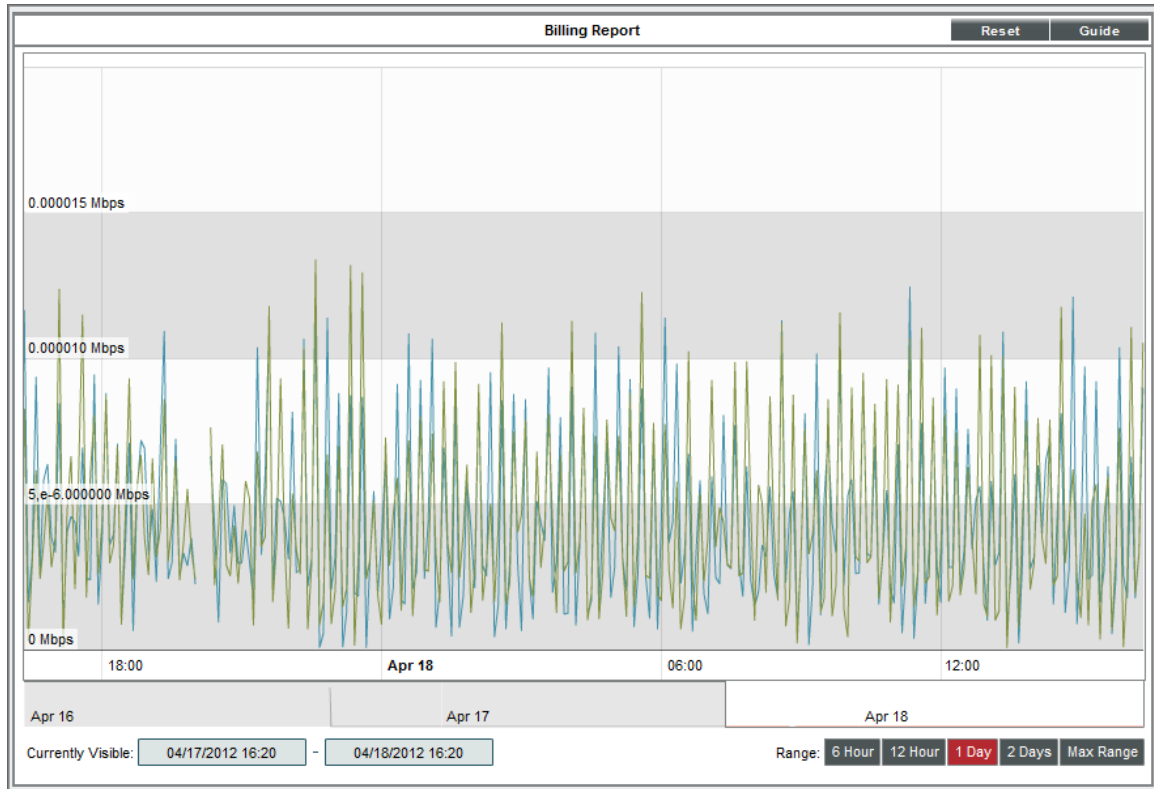 Billing Report
Reset
Guide
0.000015 Mbps
0.000010 Mbps
5,e-6.000000 Mbps
0 Mbps
18:00
Apr 18
06:00
12:00
Apr 16
Apr 17
Apr 18
Currently Visible: 04/17/2012 16:20 - 04/18/2012 16:20
Range: 6 Hour 12 Hour 1 Day 2 Days Max Range